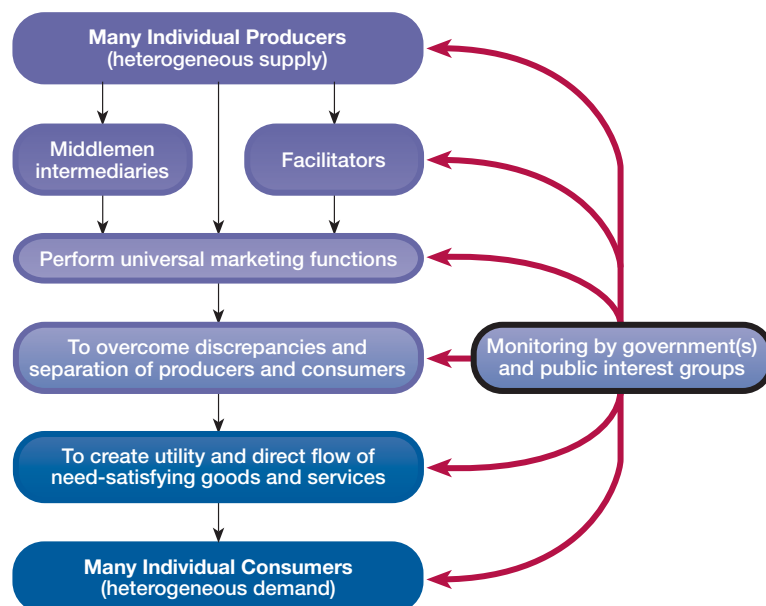 Many Individual Producers
(heterogeneous supply)
Middlemen
intermediaries
Facilitators
Perform universal marketing functions
To overcome discrepancies and
separation of producers and consumers
Monitoring by government(s)
and public interest groups
To create utility and direct flow of
need-satisfying goods and services
Many Individual Consumers
(heterogeneous demand)